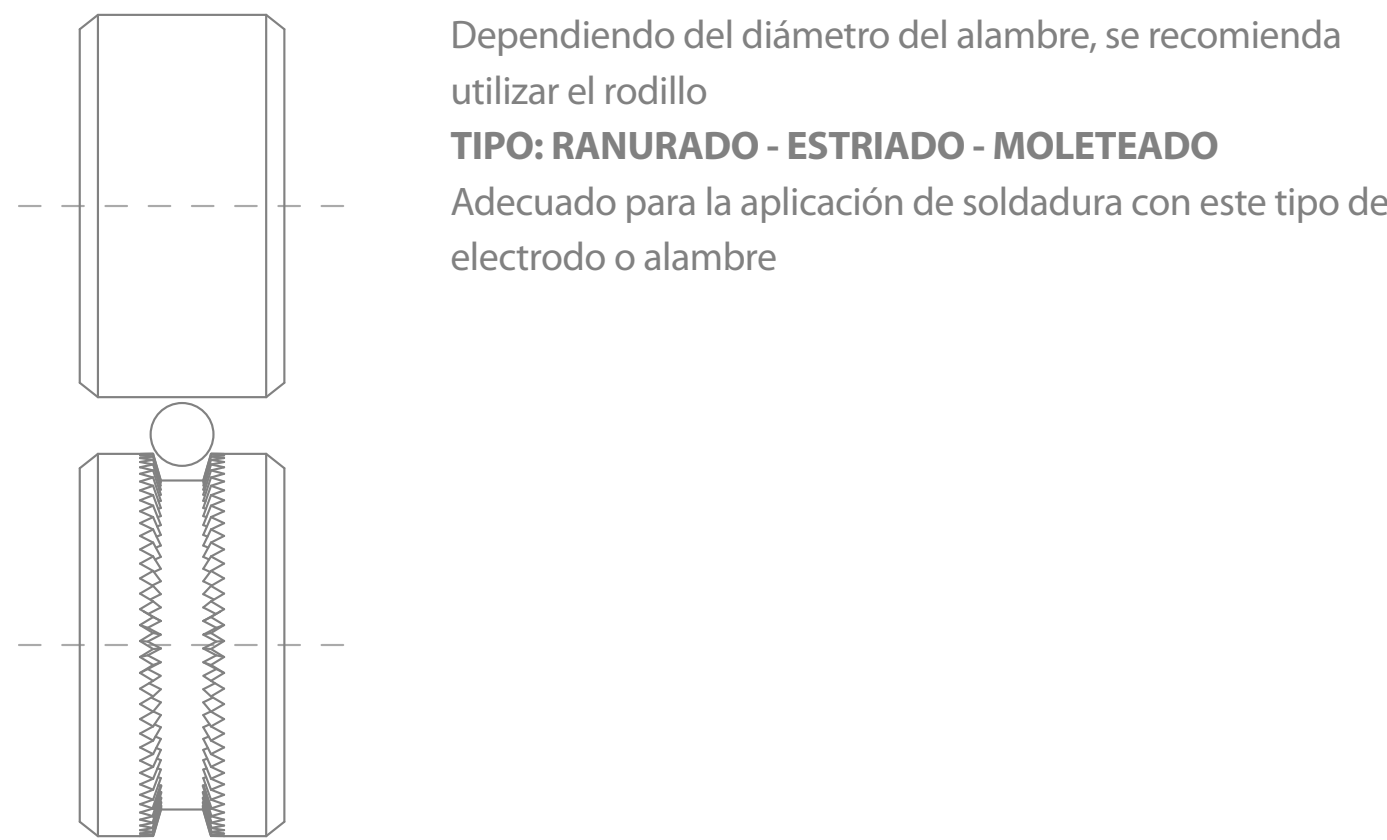 Dependiendo del diámetro del alambre, se recomienda
utilizar el rodillo
TIPO: RANURADO - ESTRIADO - MOLETEADO
Adecuado para la aplicación de soldadura con este tipo de
electrodo o alambre